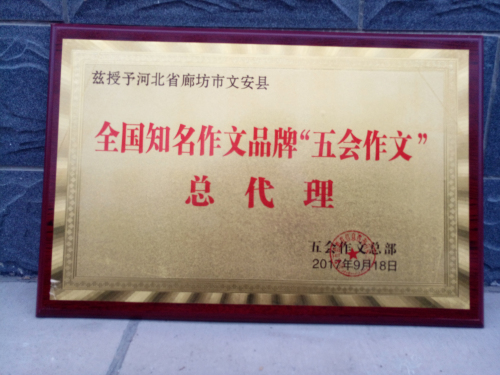 兹授予河北省廊坊市文安县
全国知名作文品牌“五会作文”
总代理
五会作文总部
2017年9月18日